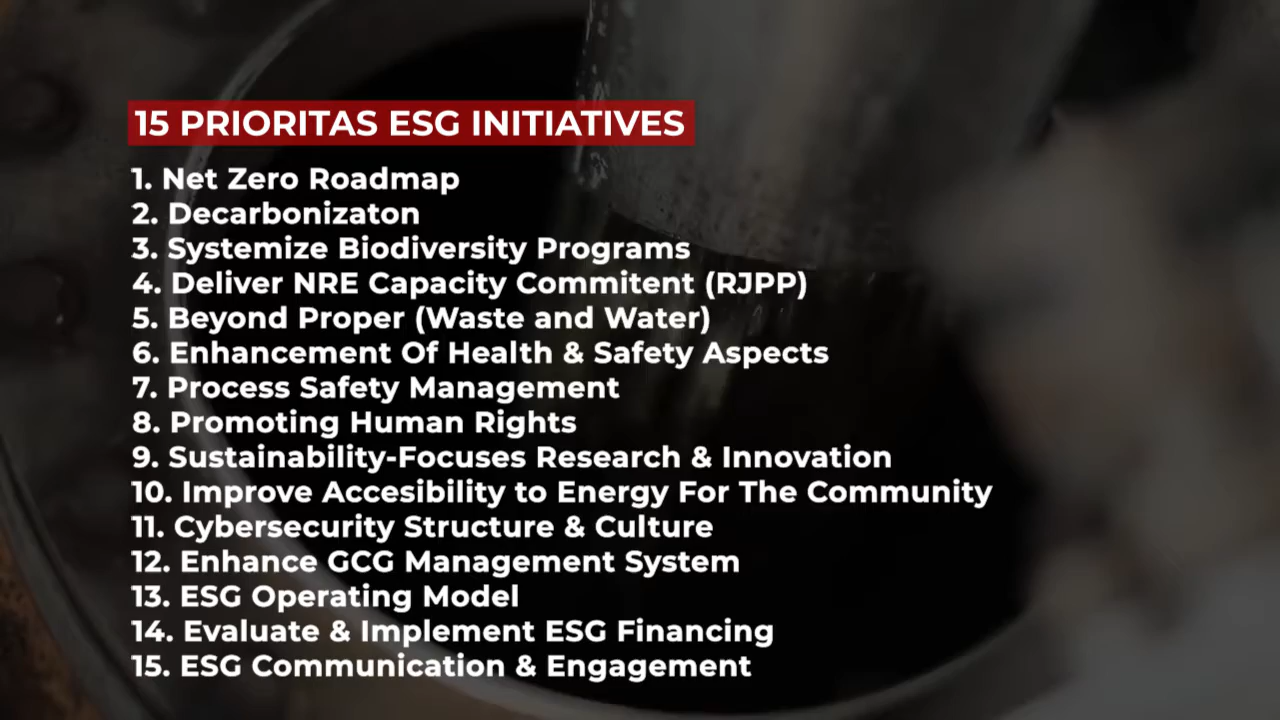 15 PRIORITAS ESG INITIATIVES
1. Net Zero Roadmap
2. Decarbonizaton
3. Systemize Biodiversity Programs
4. Deliver NRE Capacity Commitent (RJPP)
5. Beyond Proper (Waste and Water)
6. Enhancement Of Health & Safety Aspects
7. Process Safety Management
8. Promoting Human Rights
9. Sustainability-Focuses Research & Innovation
10. Improve Accesibility to Energy For The Community
11. Cybersecurity Structure & Culture
12. Enhance GCG Management System
13. ESG Operating Model
14. Evaluate & Implement ESG Financing
15. ESG Communication & Engagement